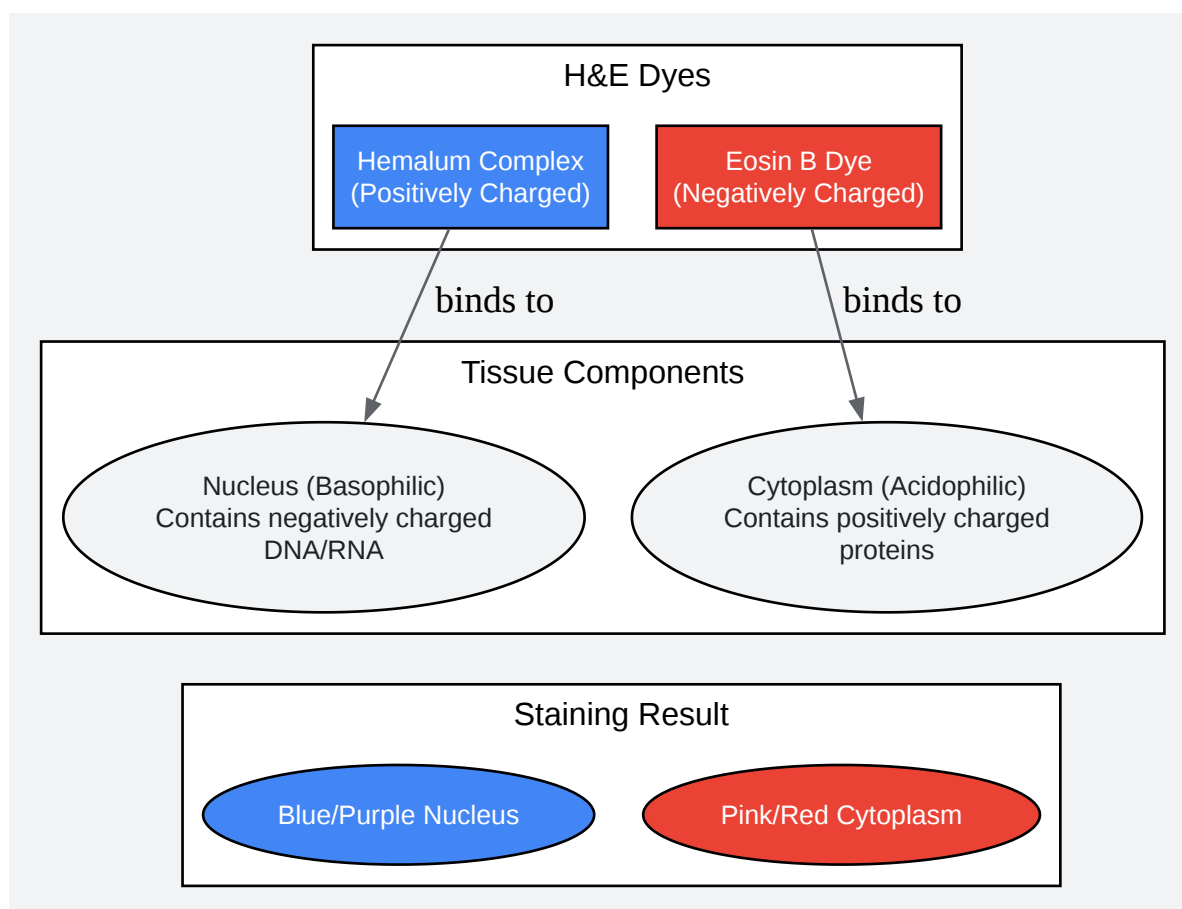 H&E Dyes
Hemalum Complex
(Positively Charged)
Eosin B Dye
(Negatively Charged)
binds to
binds to
Tissue Components
Nucleus (Basophilic)
Contains negatively charged
DNA/RNA
Cytoplasm (Acidophilic)
Contains positively charged
proteins
Staining Result
Blue/Purple Nucleus
Pink/Red Cytoplasm